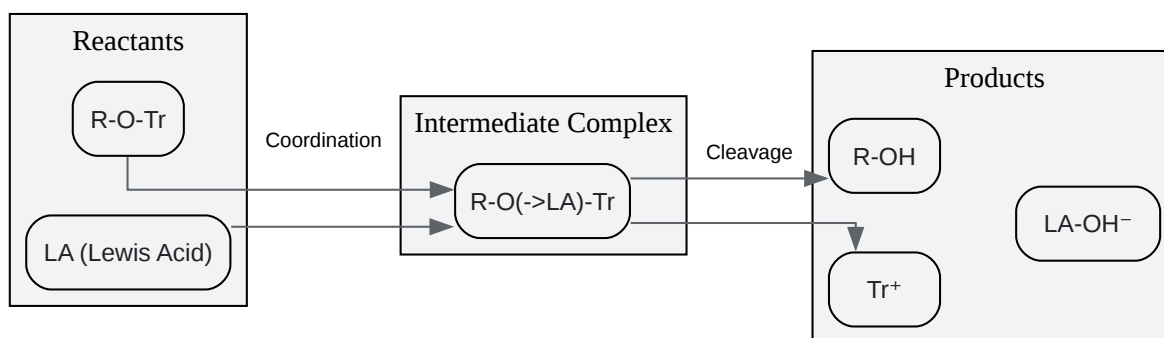 Reactants
R-O-Tr
LA (Lewis Acid)
Coordination
Intermediate Complex
R-O(->LA)-Tr
Cleavage
Products
R-OH
LA-OH⁻
Tr⁺